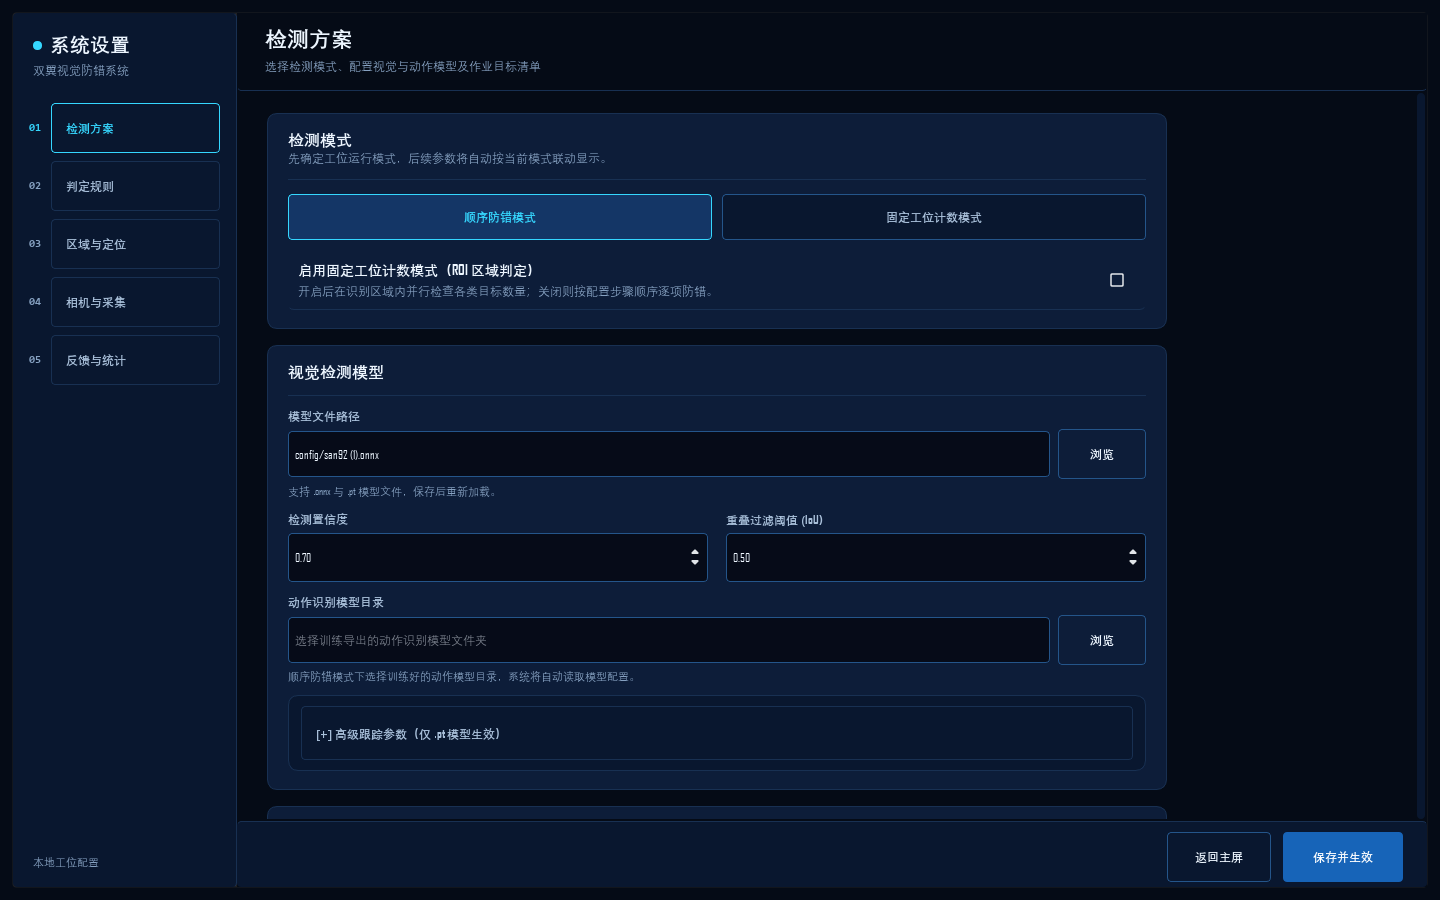 系统设置
双翼视觉防错系统
01 检测方案
02 判定规则
03 区域与定位
04 相机与采集
05 反馈与统计
本地工位配置
检测方案
选择检测模式、配置视觉与动作模型及作业目标清单
检测模式
先确定工位运行模式，后续参数将自动按当前模式联动显示。
顺序防错模式
固定工位计数模式
启用固定工位计数模式（ROI 区域判定）
开启后在识别区域内并行检查各类目标数量；关闭则按配置步骤顺序逐项防错。
视觉检测模型
模型文件路径
config/san92 (1).onnx
浏览
支持 .onnx 与 .pt 模型文件，保存后重新加载。
检测置信度
重叠过滤阈值 (IoU)
0.70
0.50
动作识别模型目录
选择训练导出的动作识别模型文件夹
浏览
顺序防错模式下选择训练好的动作模型目录，系统将自动读取模型配置。
[+] 高级跟踪参数（仅 .pt 模型生效）
返回主屏
保存并生效